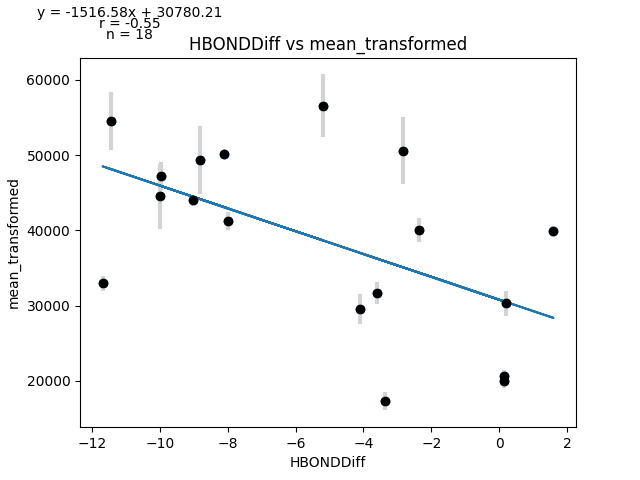 y = -1516.58x + 30780.21
r = -0.55
n = 18
HBONDDiff vs mean_transformed
60000
50000
40000
30000
20000
mean_transformed
−12 −10 −8 −6 −4 −2 0 2
HBONDDiff